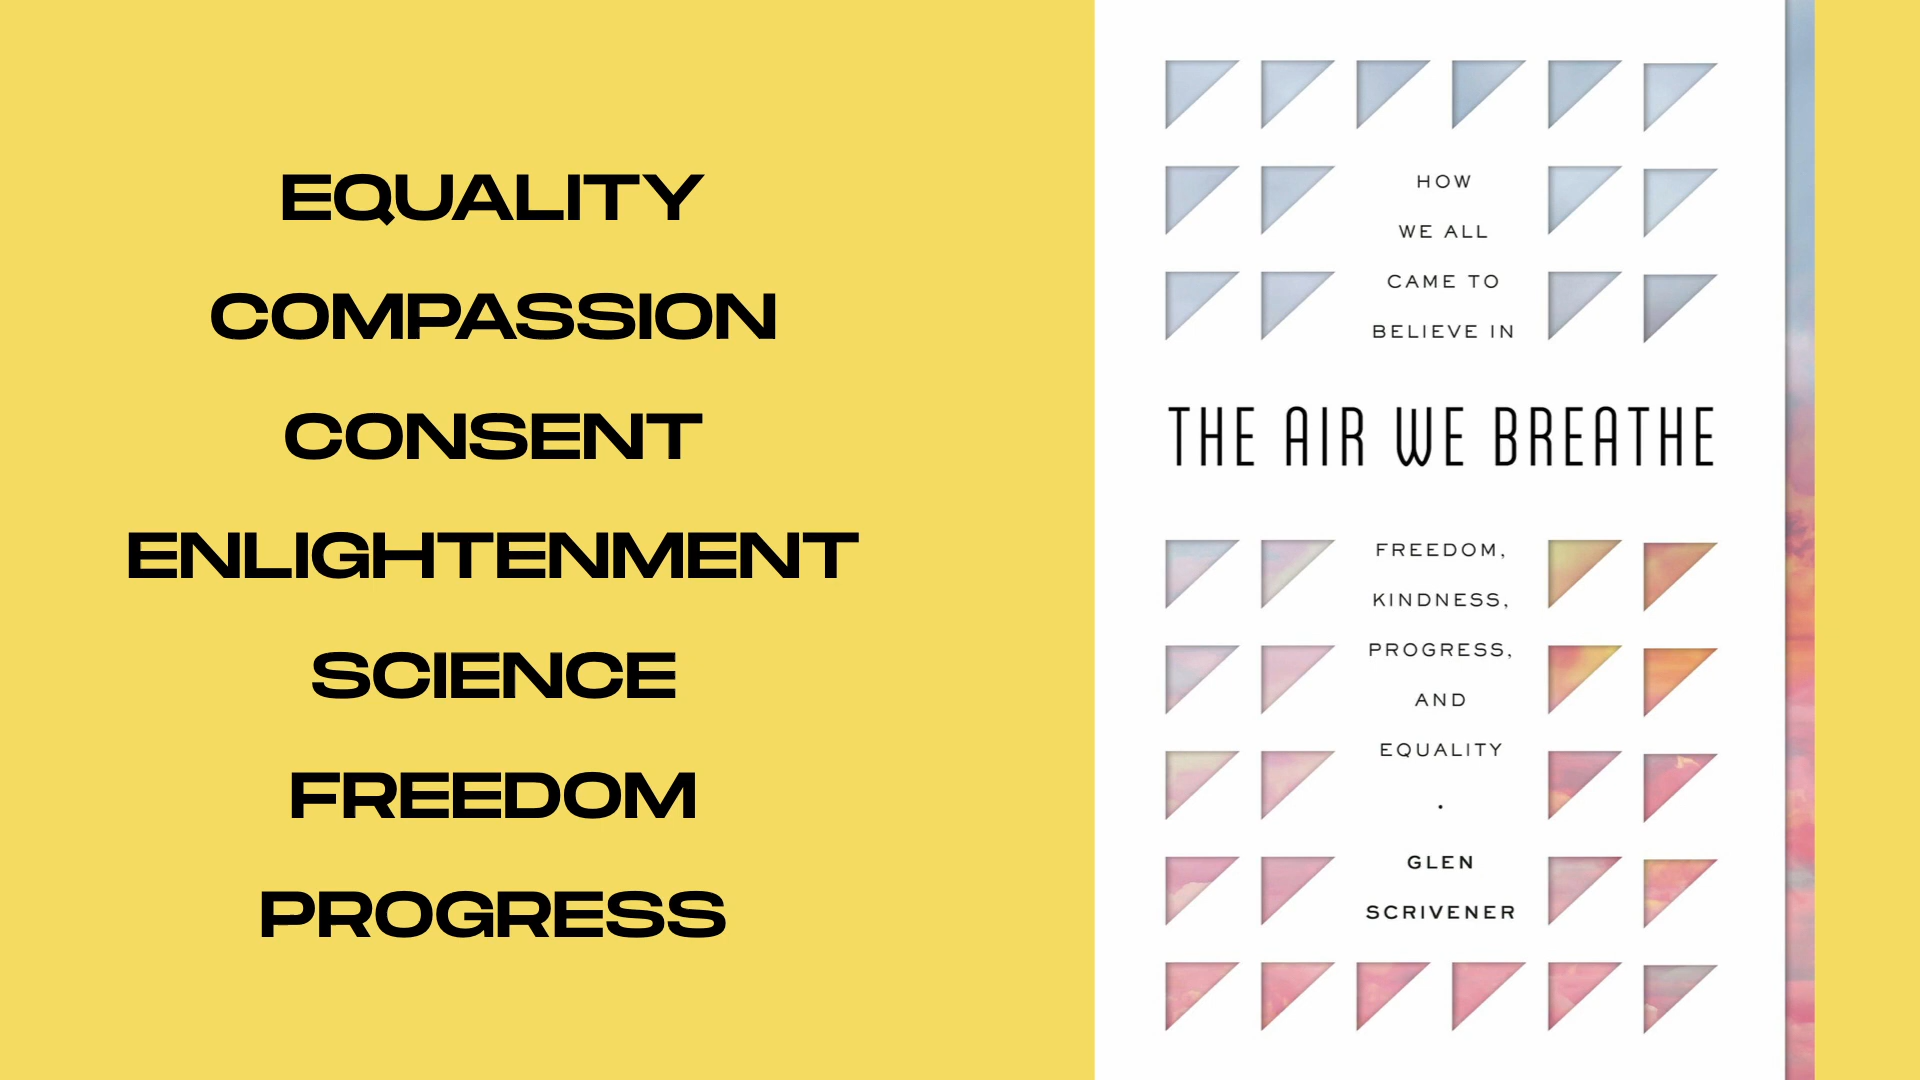 EQUALITY
COMPASSION
CONSENT
ENLIGHTENMENT
SCIENCE
FREEDOM
PROGRESS
HOW
WE ALL
CAME TO
BELIEVE IN
THE AIR WE BREATHE
FREEDOM,
KINDNESS,
PROGRESS,
AND
EQUALITY
•
GLEN
SCRIVENER